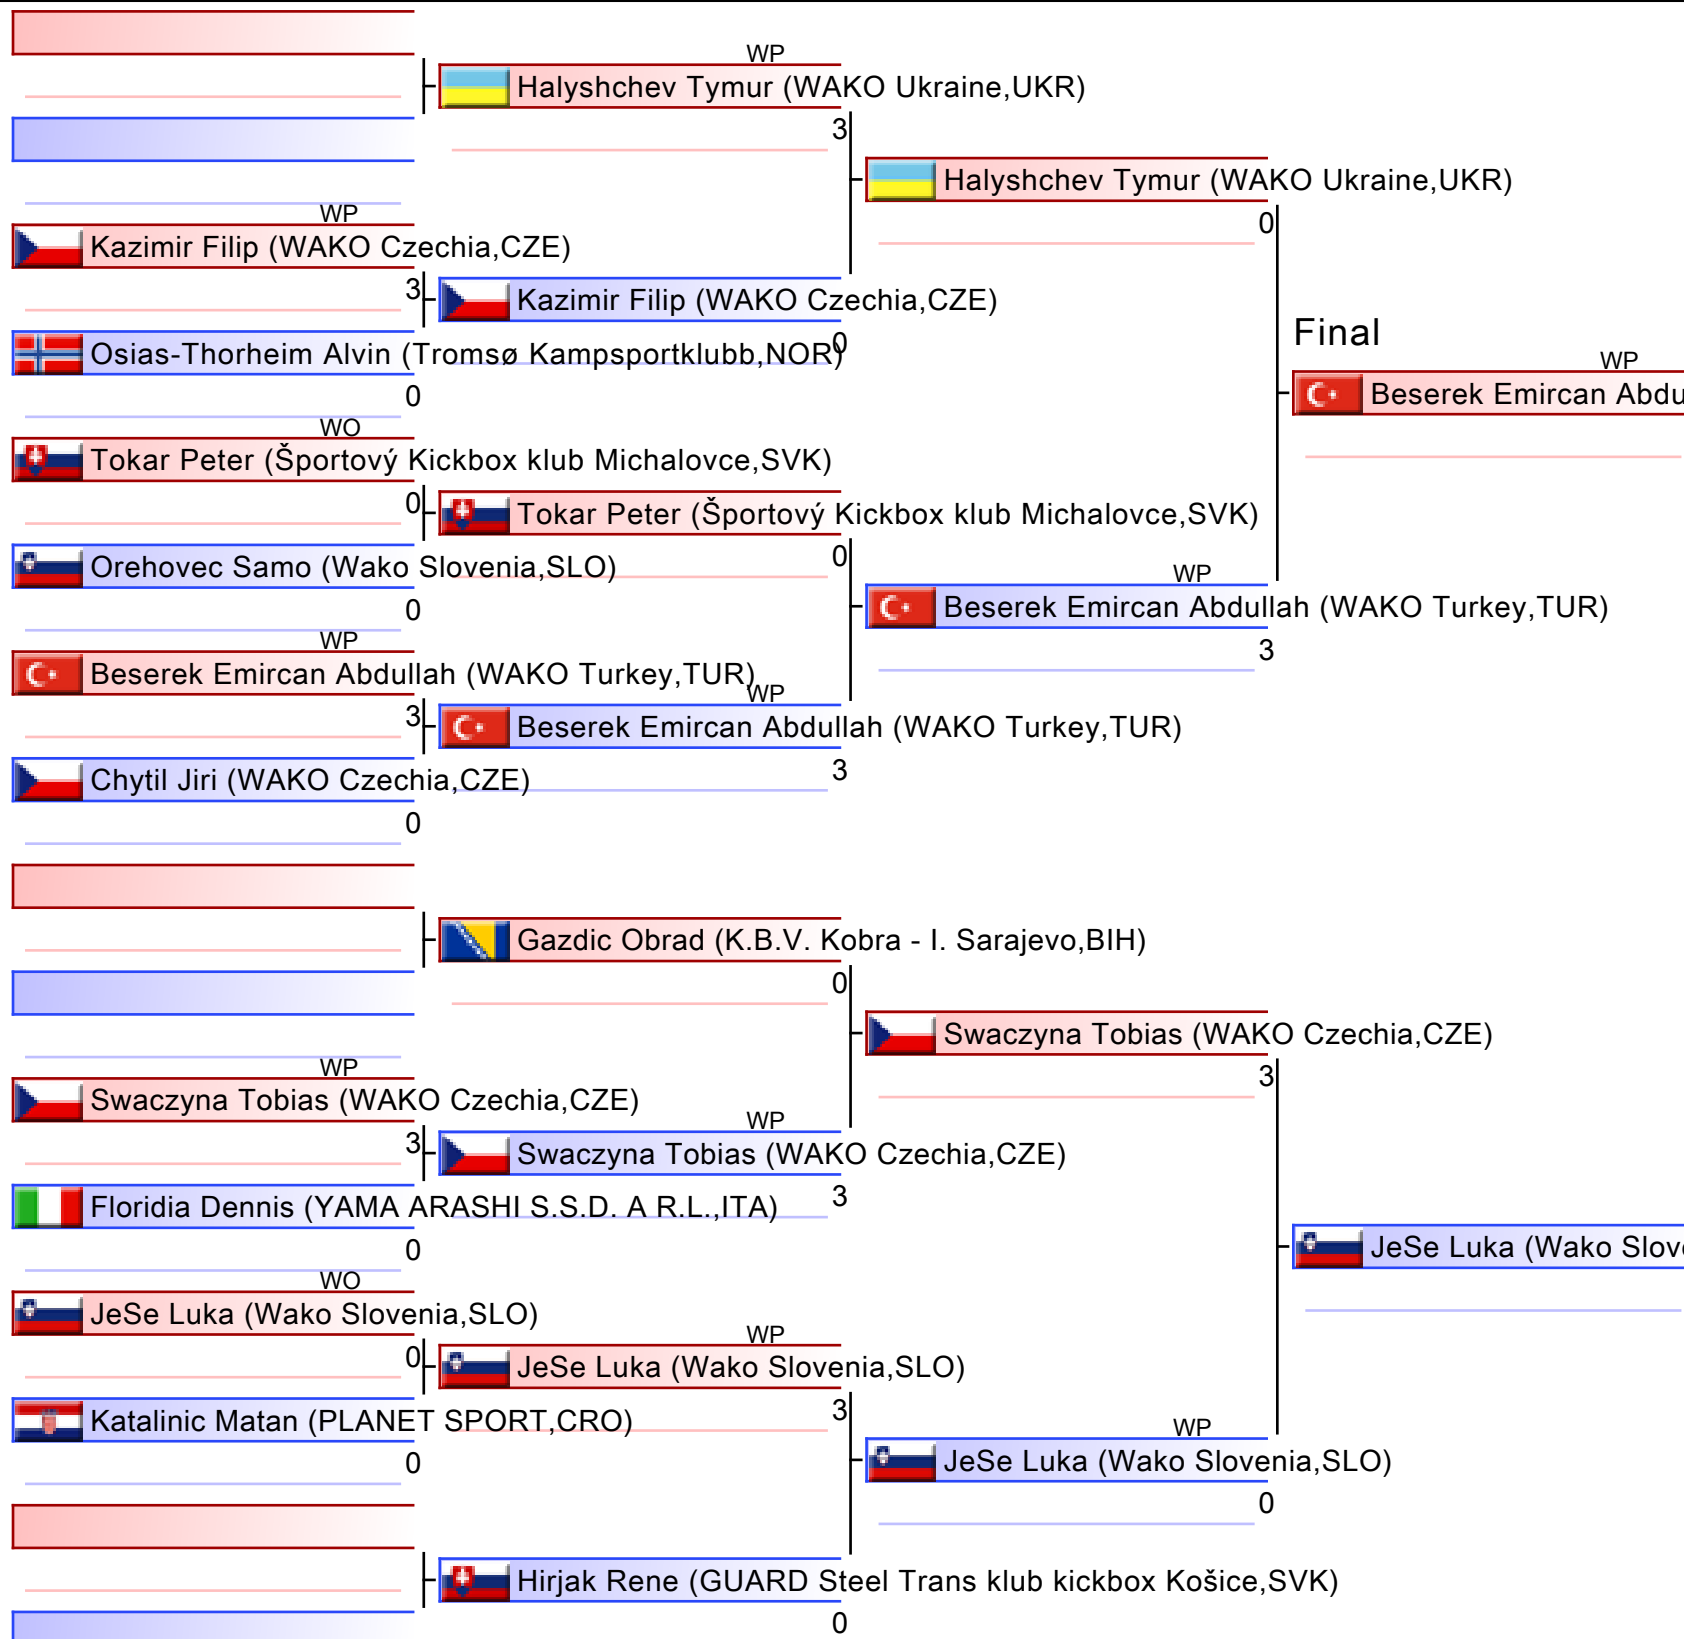 WP
Halyshchev Tymur (WAKO Ukraine,UKR)
3
Halyshchev Tymur (WAKO Ukraine,UKR)
0
WP
Kazimir Filip (WAKO Czechia,CZE)
3
Kazimir Filip (WAKO Czechia,CZE)
0
Osias-Thorheim Alvin (Tromsø Kampsportklubb,NOR)
0
Final
WP
Beserek Emircan Abdu
WO
Tokar Peter (Športový Kickbox klub Michalovce,SVK)
0
Tokar Peter (Športový Kickbox klub Michalovce,SVK)
0
Orehovec Samo (Wako Slovenia,SLO)
0
WP
Beserek Emircan Abdullah (WAKO Turkey,TUR)
3
WP
Beserek Emircan Abdullah (WAKO Turkey,TUR)
3
WP
Beserek Emircan Abdullah (WAKO Turkey,TUR)
3
Chytil Jiri (WAKO Czechia,CZE)
0
Gazdic Obrad (K.B.V. Kobra - I. Sarajevo,BIH)
0
Swaczyna Tobias (WAKO Czechia,CZE)
3
WP
Swaczyna Tobias (WAKO Czechia,CZE)
3
WP
Swaczyna Tobias (WAKO Czechia,CZE)
3
Floridia Dennis (YAMA ARASHI S.S.D. A R.L.,ITA)
0
JeSe Luka (Wako Slov
WO
JeSe Luka (Wako Slovenia,SLO)
0
WP
JeSe Luka (Wako Slovenia,SLO)
3
Katalinic Matan (PLANET SPORT,CRO)
0
WP
JeSe Luka (Wako Slovenia,SLO)
0
Hirjak Rene (GUARD Steel Trans klub kickbox Košice,SVK)
0